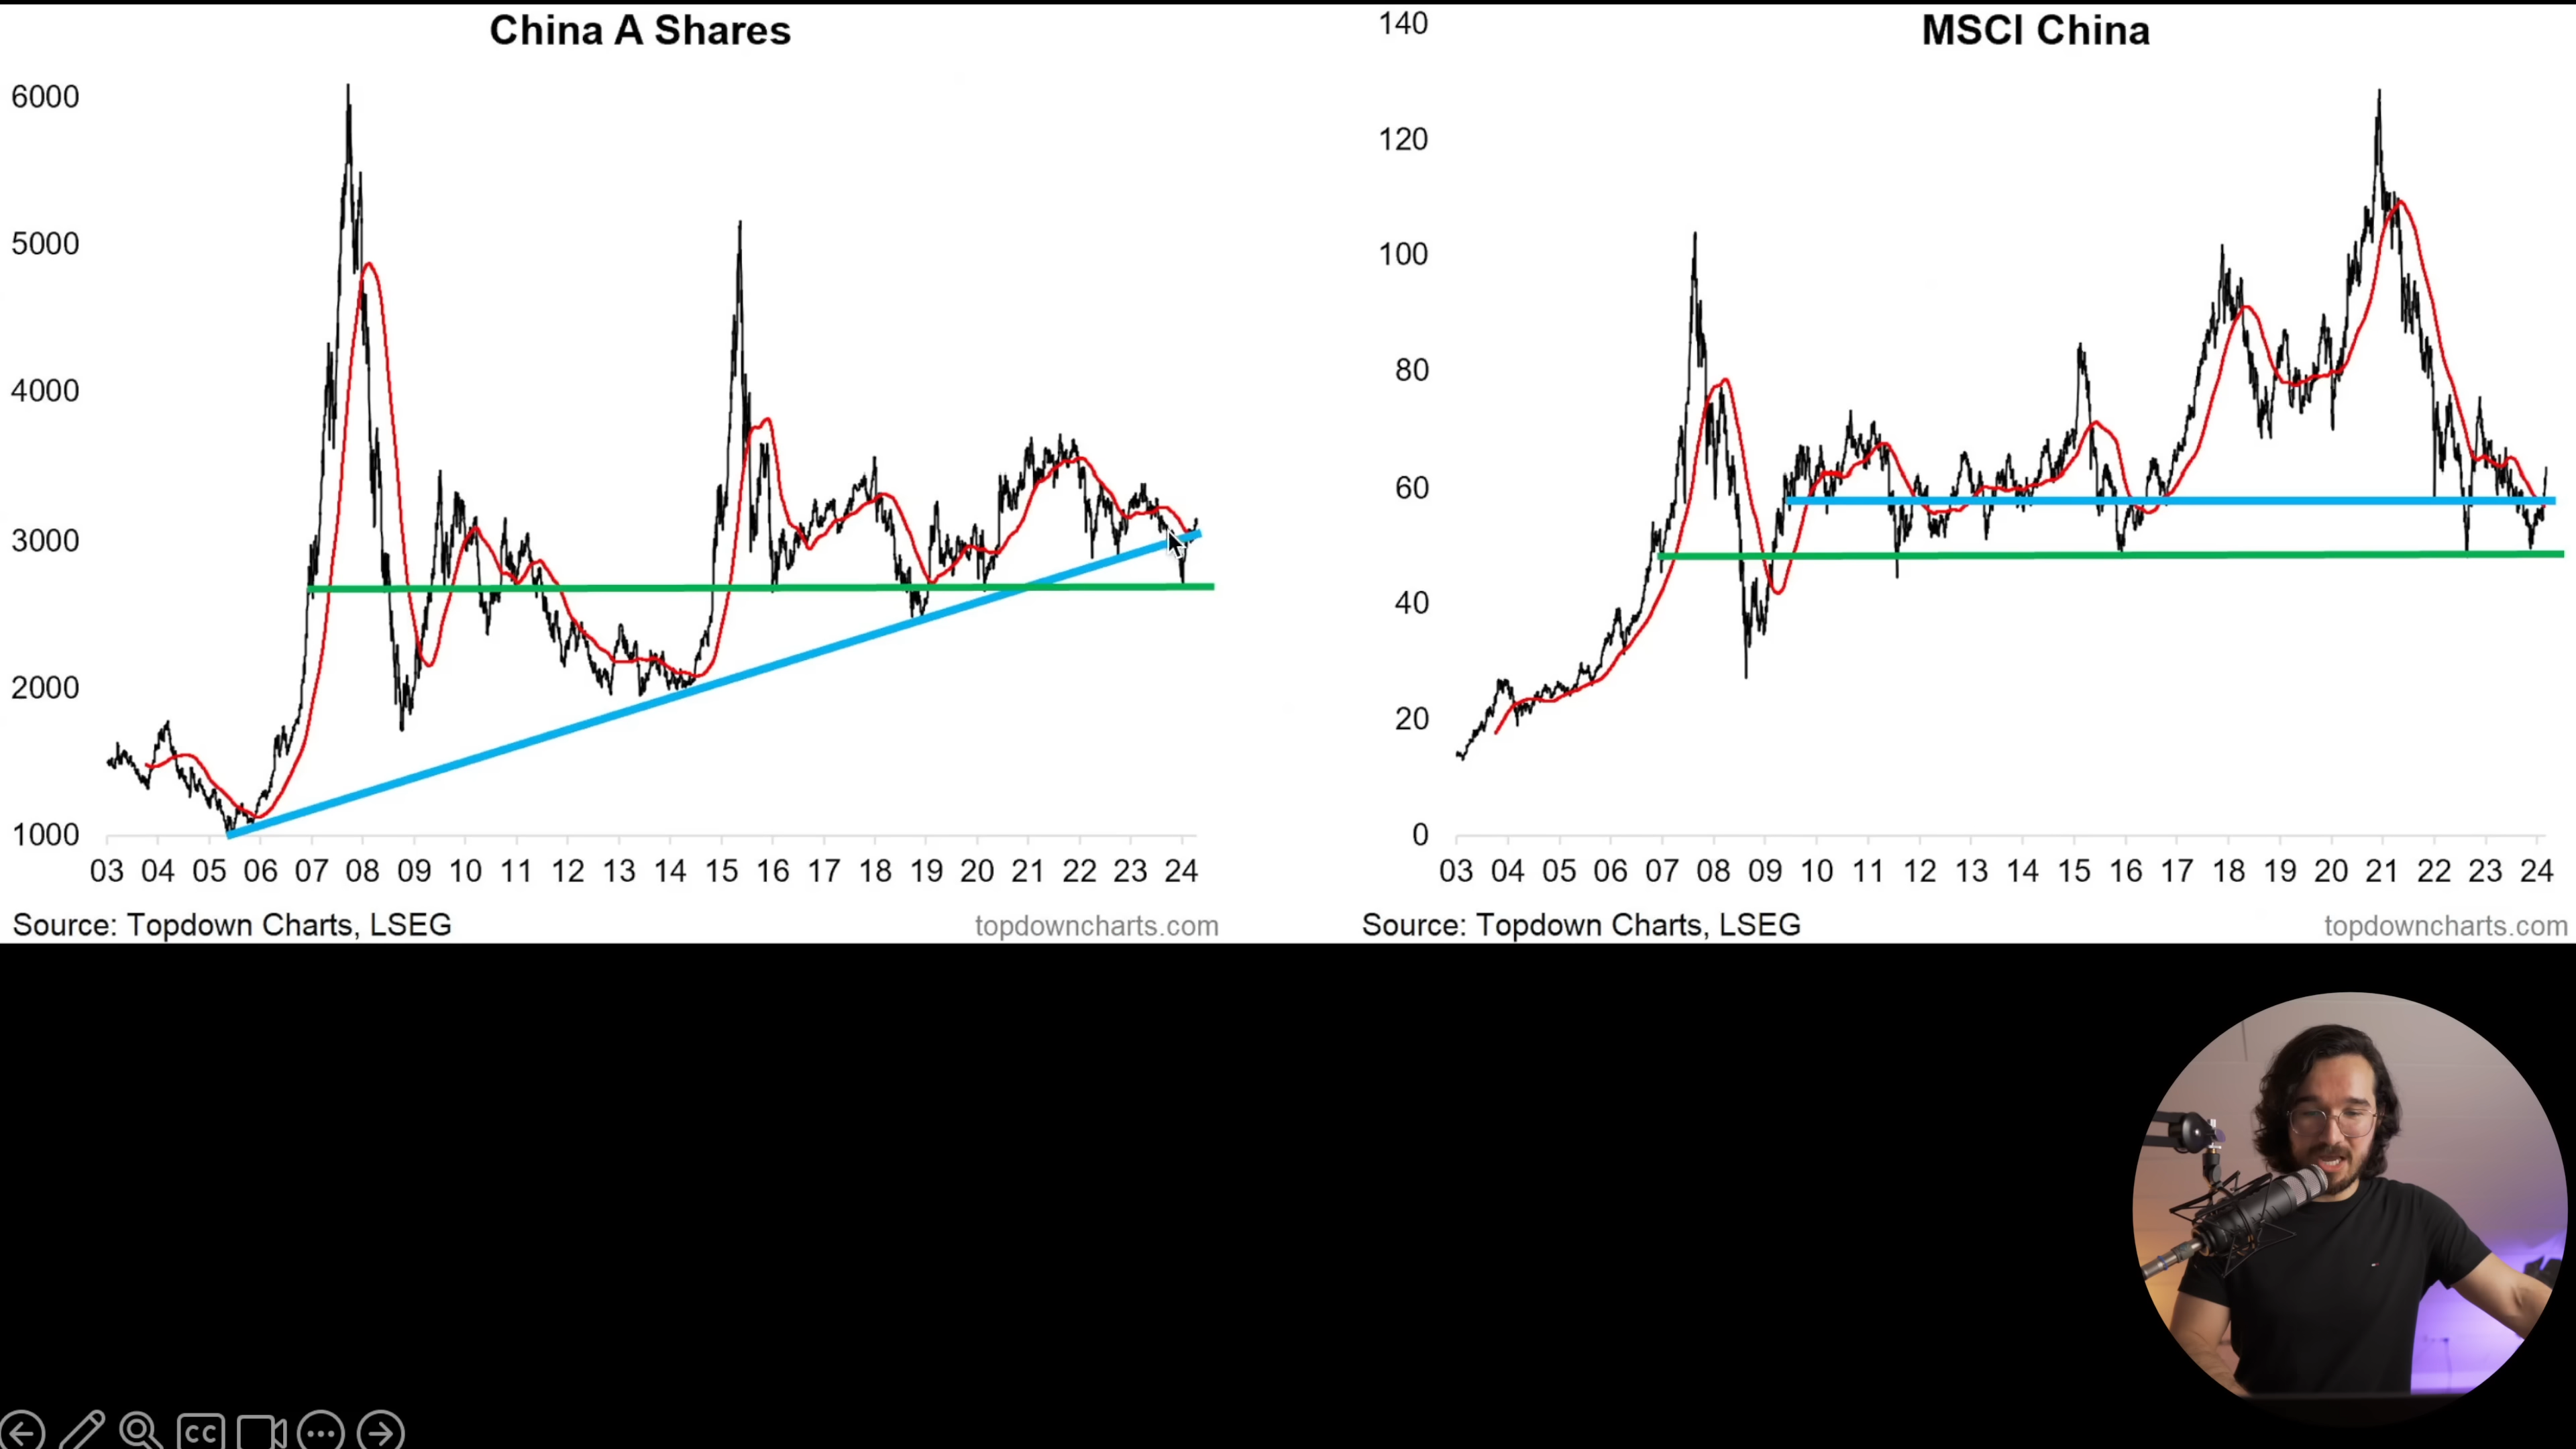 China A Shares
6000
5000
4000
3000
2000
1000
03 04 05 06 07 08 09 10 11 12 13 14 15 16 17 18 19 20 21 22 23 24
Source: Topdown Charts, LSEG
topdowncharts.com
MSCI China
140
120
100
80
60
40
20
0
03 04 05 06 07 08 09 10 11 12 13 14 15 16 17 18 19 20 21 22 23 24
Source: Topdown Charts, LSEG
topdowncharts.com
CC